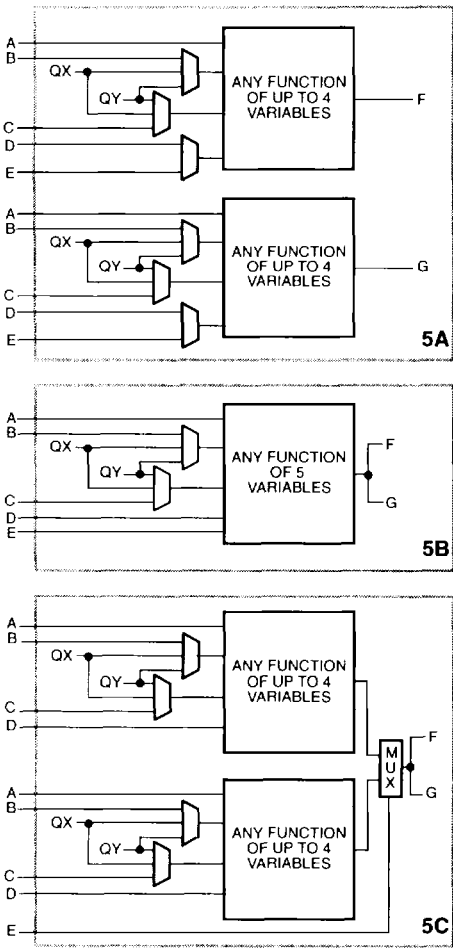 A
B
QX
QY
C
D
E
ANY FUNCTION
OF UP TO 4
VARIABLES
F
A
B
QX
QY
C
D
E
ANY FUNCTION
OF UP TO 4
VARIABLES
G
5A
A
B
QX
QY
C
D
E
ANY FUNCTION
OF 5
VARIABLES
F
G
5B
A
B
QX
QY
C
D
ANY FUNCTION
OF UP TO 4
VARIABLES
MUX
F
G
A
B
QX
QY
C
D
ANY FUNCTION
OF UP TO 4
VARIABLES
E
5C